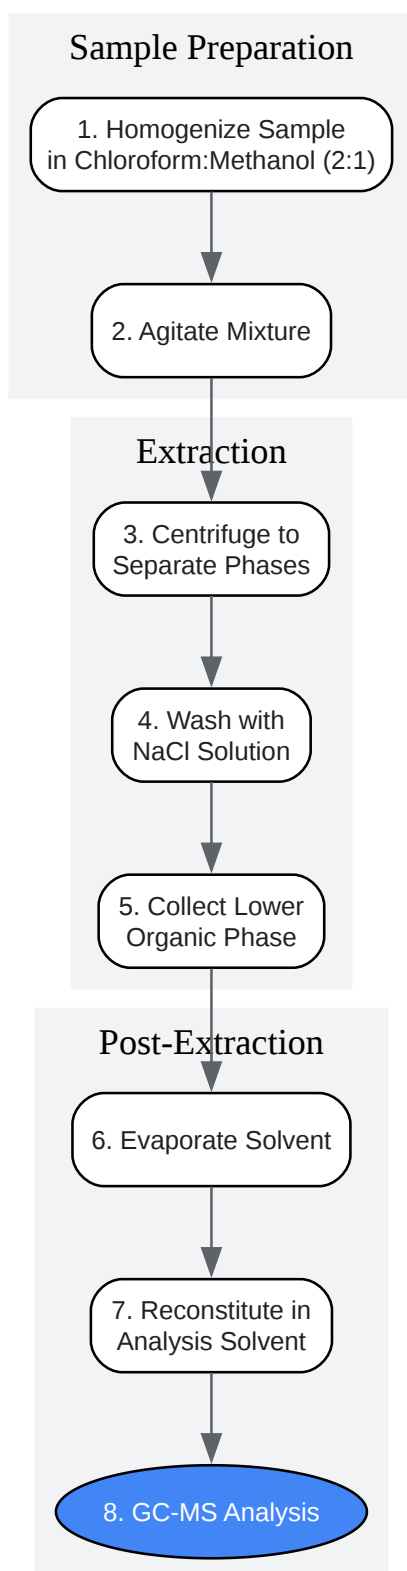 Sample Preparation
1. Homogenize Sample
in Chloroform:Methanol (2:1)
2. Agitate Mixture
Extraction
3. Centrifuge to
Separate Phases
4. Wash with
NaCl Solution
5. Collect Lower
Organic Phase
Post-Extraction
6. Evaporate Solvent
7. Reconstitute in
Analysis Solvent
8. GC-MS Analysis